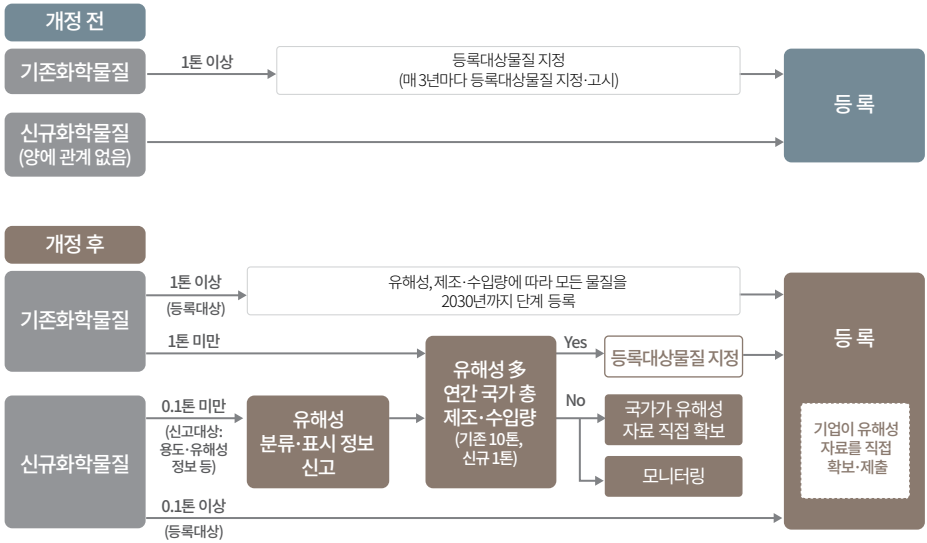 개정 전
기존화학물질
1톤 이상
등록대상물질 지정
(매 3년마다 등록대상물질 지정·고시)
등 록
신규화학물질
(양에 관계 없음)
개정 후
기존화학물질
1톤 이상
(등록대상)
유해성, 제조·수입량에 따라 모든 물질을
2030년까지 단계 등록
1톤 미만
유해성 多
연간 국가 총
제조·수입량
(기존 10톤,
신규 1톤)
Yes
등록대상물질 지정
No
국가가 유해성
자료 직접 확보
모니터링
등 록
기업이 유해성
자료를 직접
확보·제출
신규화학물질
0.1톤 미만
(신고대상:
용도·유해성
정보 등)
유해성
분류·표시 정보
신고
0.1톤 이상
(등록대상)